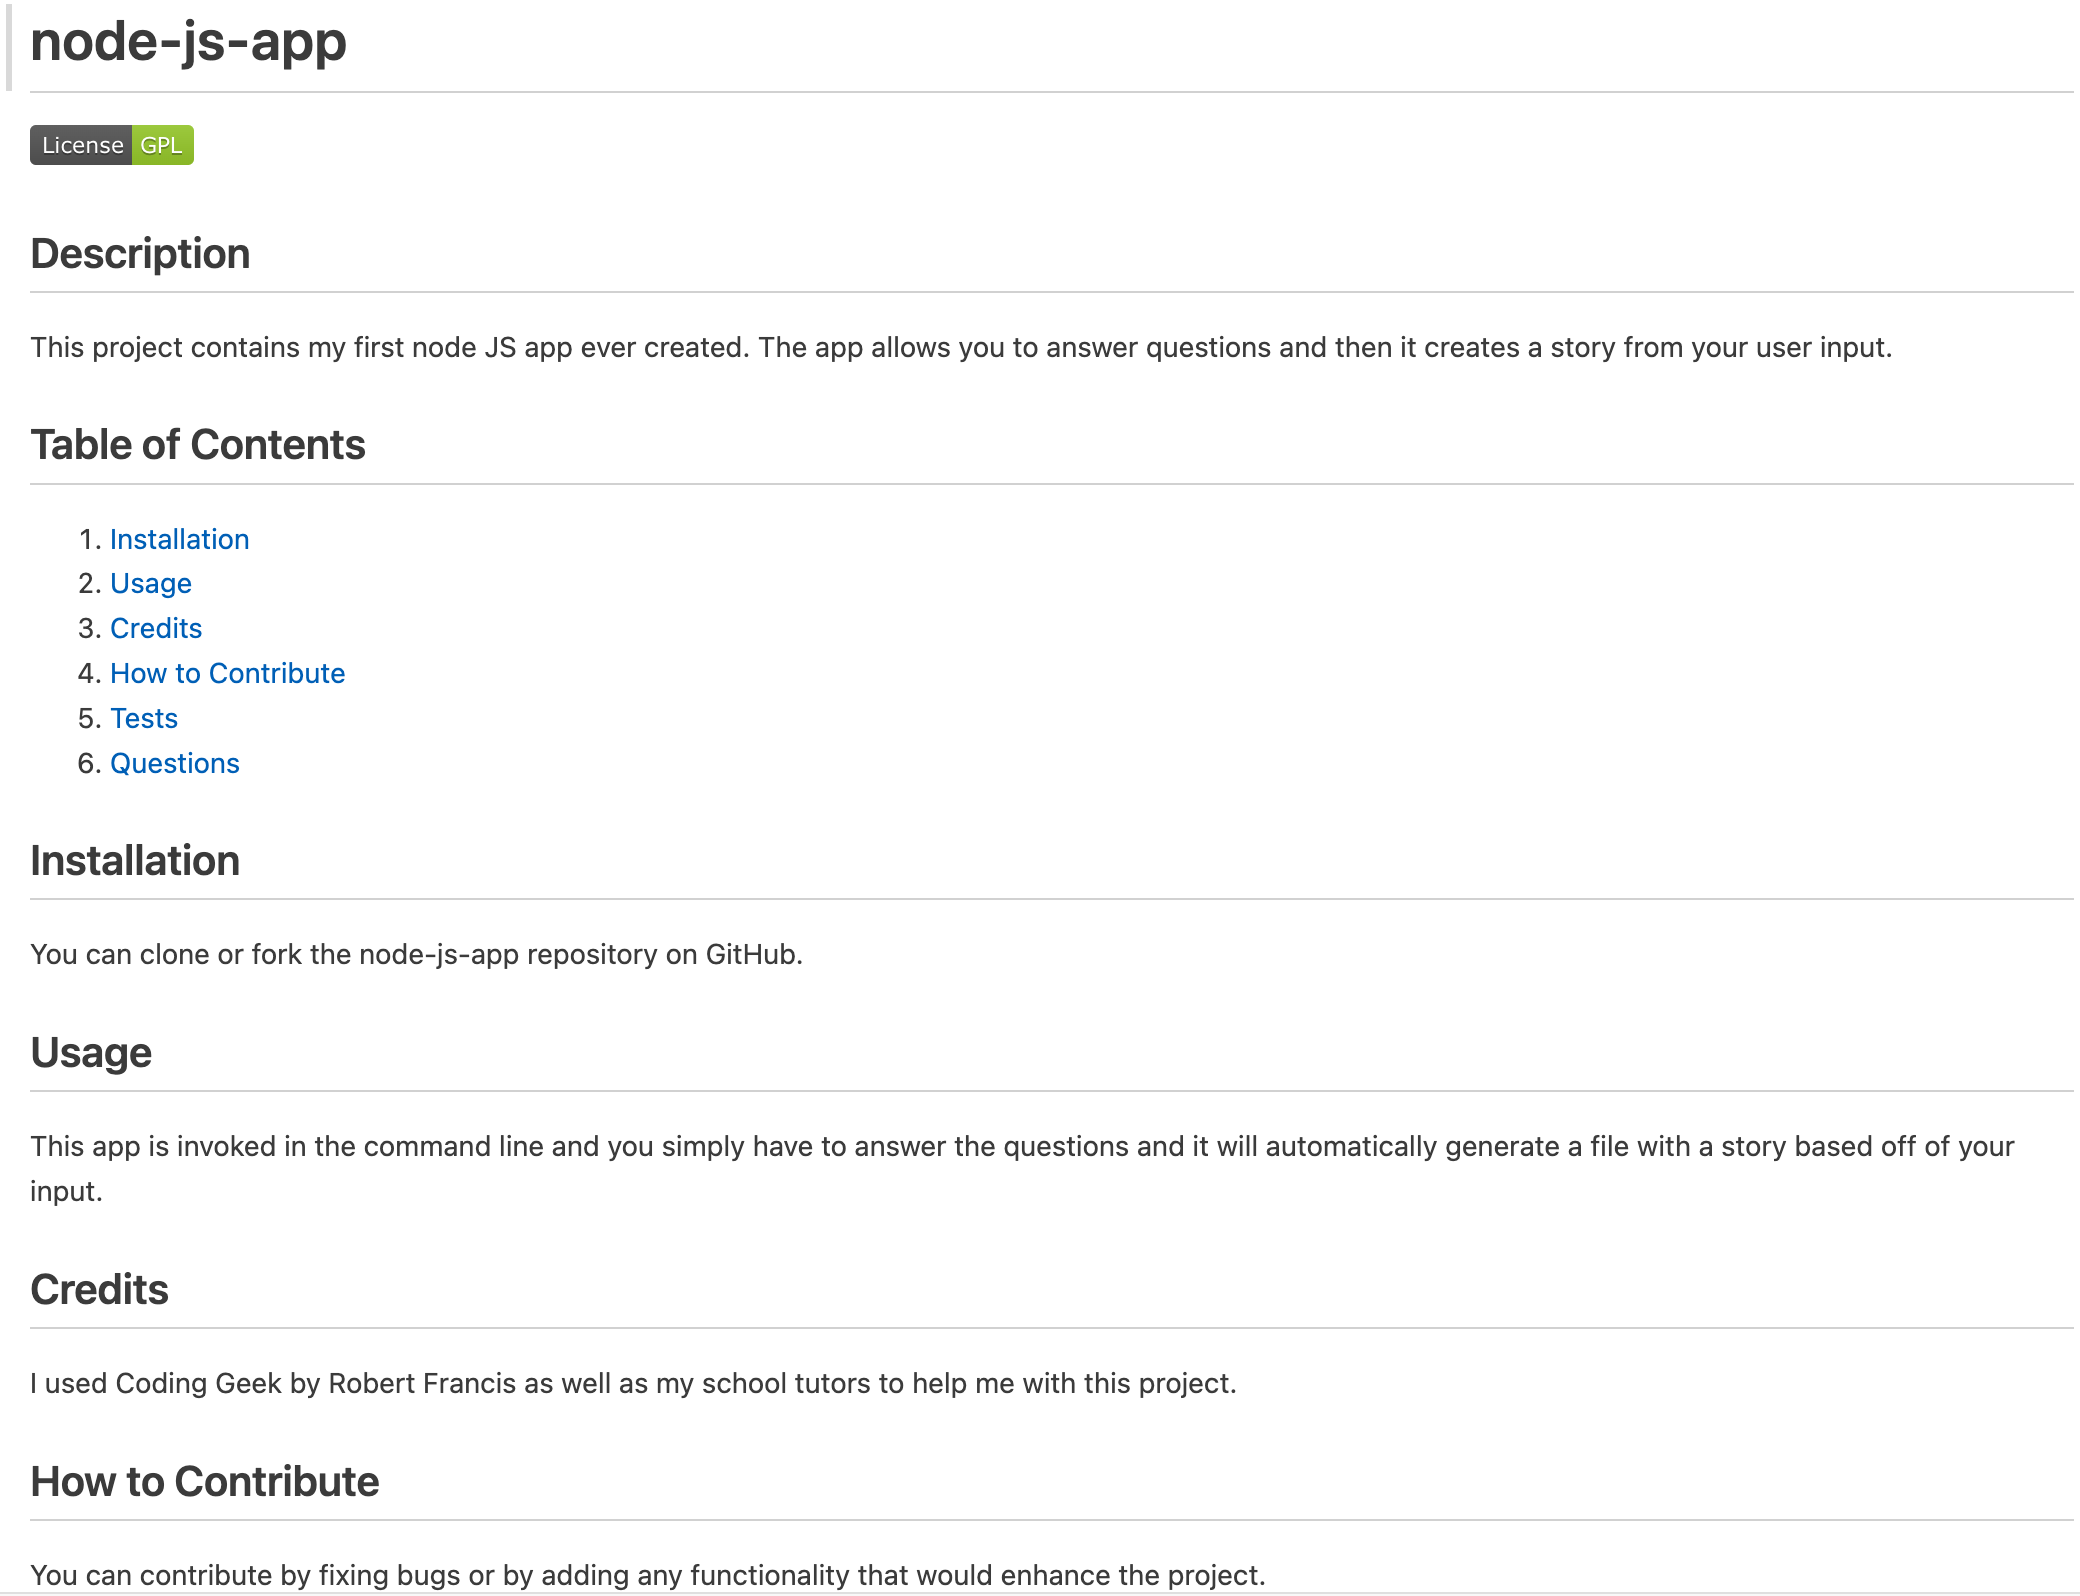 node-js-app
License GPL
Description
This project contains my first node JS app ever created. The app allows you to answer questions and then it creates a story from your user input.
Table of Contents
1. Installation
2. Usage
3. Credits
4. How to Contribute
5. Tests
6. Questions
Installation
You can clone or fork the node-js-app repository on GitHub.
Usage
This app is invoked in the command line and you simply have to answer the questions and it will automatically generate a file with a story based off of your
input.
Credits
I used Coding Geek by Robert Francis as well as my school tutors to help me with this project.
How to Contribute
You can contribute by fixing bugs or by adding any functionality that would enhance the project.